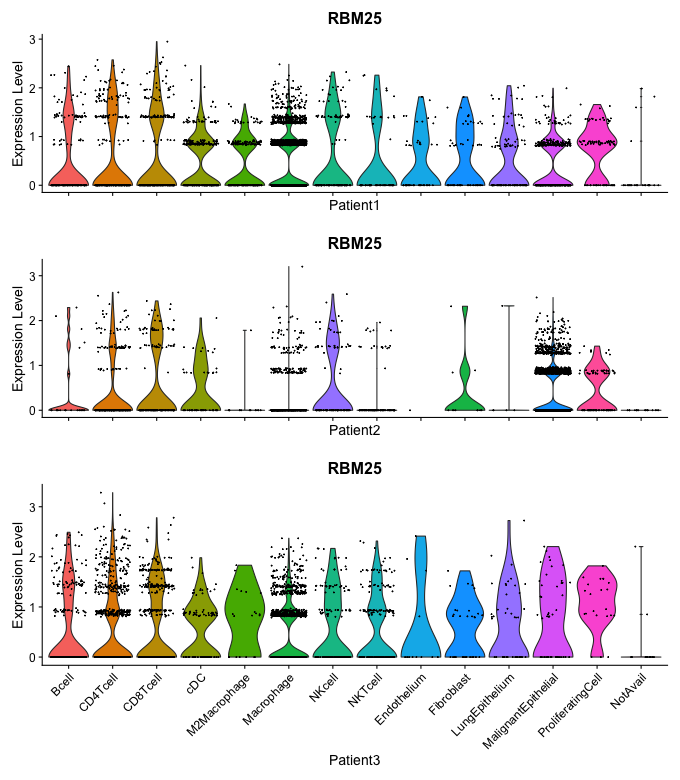 RBM25
Expression Level
3
2
1
0
Patient1
RBM25
Expression Level
3
2
1
0
Patient2
RBM25
Expression Level
3
2
1
0
Bcell
CD4Tcell
CD8Tcell
cDC
M2Macrophage
Macrophage
NKcell
NKTcell
Endothelium
Fibroblast
LungEpithelium
MalignantEpithelial
ProliferatingCell
NotAvail
Patient3